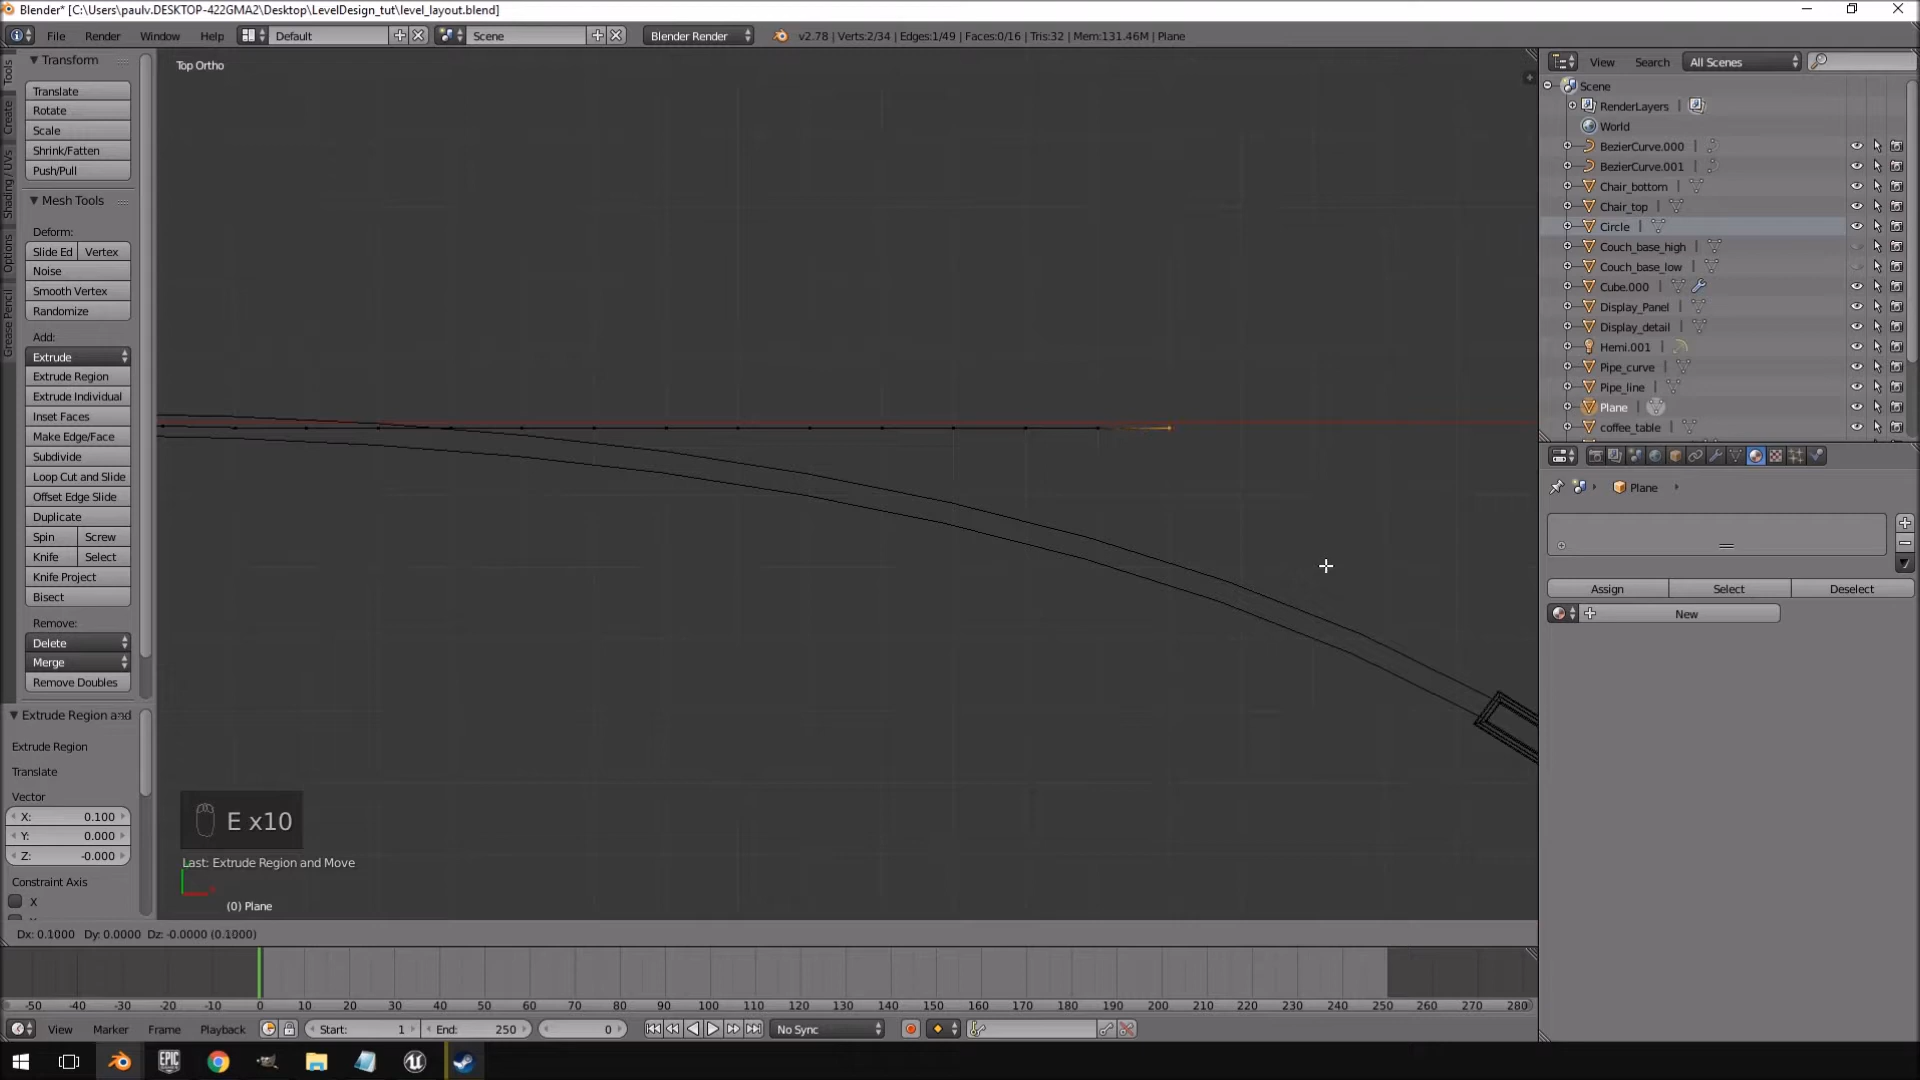 Blender* [C:\Users\paulv.DESKTOP-422GMA2\Desktop\LevelDesign_tut\level_layout.blend]
File Render Window Help Default Scene Blender Render v2.78 | Verts:2/34 | Edges:1/49 | Faces:0/16 | Tris:32 | Mem:131.46M | Plane
Tools
Create
Shading / UVs
Options
Grease Pencil
Transform
Translate
Rotate
Scale
Shrink/Fatten
Push/Pull
Mesh Tools
Deform:
Slide Ed Vertex
Noise
Smooth Vertex
Randomize
Add:
Extrude
Extrude Region
Extrude Individual
Inset Faces
Make Edge/Face
Subdivide
Loop Cut and Slide
Offset Edge Slide
Duplicate
Spin Screw
Knife Select
Knife Project
Bisect
Remove:
Delete
Merge
Remove Doubles
Extrude Region and
Extrude Region
Translate
Vector
X: 0.100
Y: 0.000
Z: -0.000
Constraint Axis
X
Top Ortho
E x10
Last: Extrude Region and Move
(0) Plane
Dx: 0.1000 Dy: 0.0000 Dz: -0.0000 (0.1000)
View Search All Scenes
Scene
RenderLayers |
World
BezierCurve.000 |
BezierCurve.001 |
Chair_bottom |
Chair_top |
Circle |
Couch_base_high |
Couch_base_low |
Cube.000 |
Display_Panel |
Display_detail |
Hemi.001 |
Pipe_curve |
Pipe_line |
Plane |
coffee_table |
Plane
Assign Select Deselect
New
-50 -40 -30 -20 -10 0 10 20 30 40 50 60 70 80 90 100 110 120 130 140 150 160 170 180 190 200 210 220 230 240 250 260 270 280
View Marker Frame Playback Start: 1 End: 250 0 No Sync
EPIC